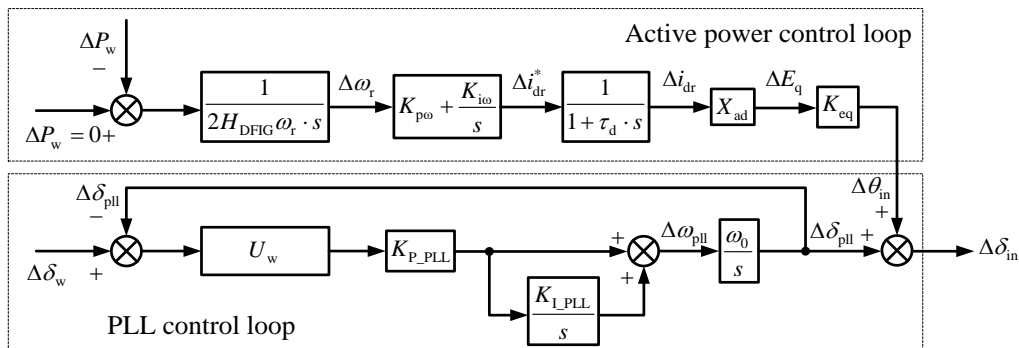 Active power control loop
ΔP_w
−
ΔP_w = 0+
1/(2H_DFIG ω_r · s)
Δω_r
K_pω + K_iω/s
Δi*_dr
1/(1 + τ_d · s)
Δi_dr
X_ad
ΔE_q
K_eq
Δθ_in
+
Δδ_pll
−
Δδ_w
+
U_w
K_P_PLL
K_I_PLL/s
+
+
Δω_pll
ω_0/s
Δδ_pll
+
Δδ_in
PLL control loop